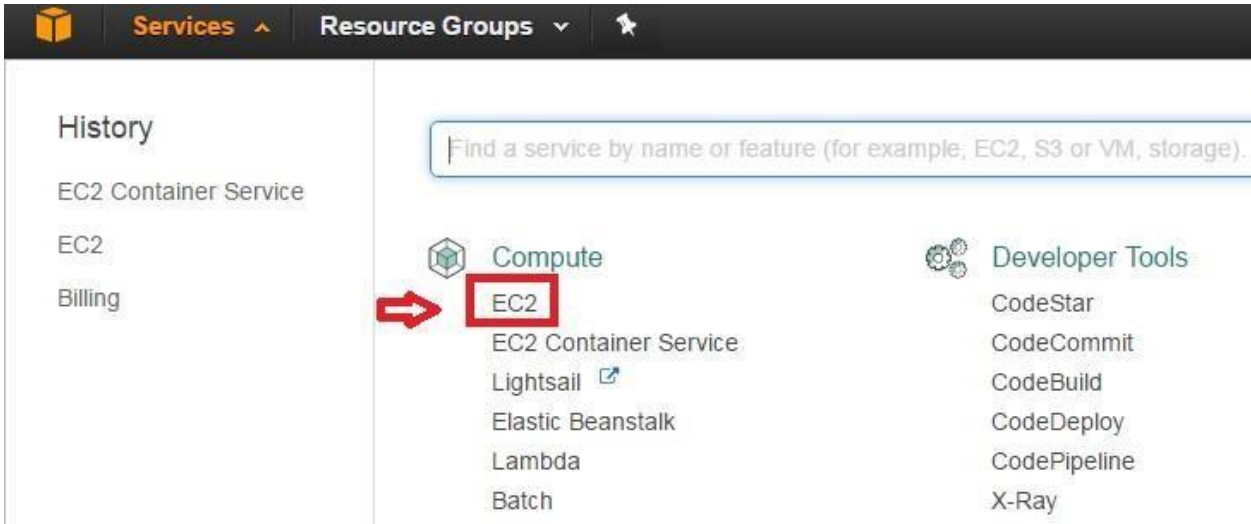 Services Resource Groups
History
EC2 Container Service
EC2
Billing
Find a service by name or feature (for example, EC2, S3 or VM, storage).
Compute
EC2
EC2 Container Service
Lightsail
Elastic Beanstalk
Lambda
Batch
Developer Tools
CodeStar
CodeCommit
CodeBuild
CodeDeploy
CodePipeline
X-Ray